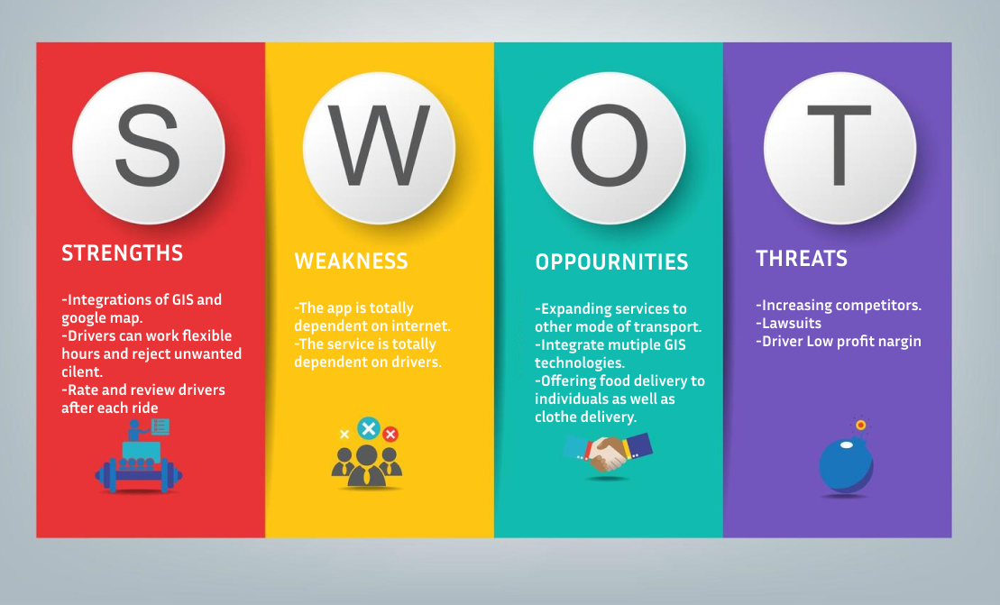 S
STRENGTHS
-Integrations of GIS and
google map.
-Drivers can work flexible
hours and reject unwanted
cilent.
-Rate and review drivers
after each ride
W
WEAKNESS
-The app is totally
dependent on internet.
-The service is totally
dependent on drivers.
O
OPPOURNITIES
-Expanding services to
other mode of transport.
-Integrate mutiple GIS
technologies.
-Offering food delivery to
individuals as well as
clothe delivery.
T
THREATS
-Increasing competitors.
-Lawsuits
-Driver Low profit nargin